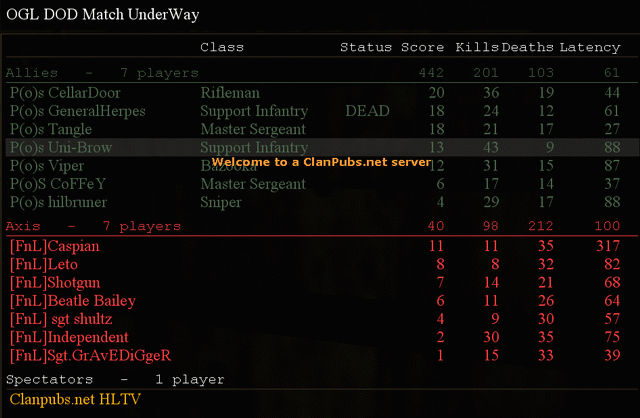 OGL DOD Match UnderWay
Class Status Score Kills Deaths Latency
Allies - 7 players 442 201 103 61
P(o)s CellarDoor Rifleman 20 36 19 44
P(o)s GeneralHerpes Support Infantry DEAD 18 24 12 61
P(o)s Tangle Master Sergeant 18 21 17 27
P(o)s Uni-Brow Support Infantry 13 43 9 88
Welcome to a ClanPubs.net server
P(o)s Viper Bazooka 12 31 15 87
P(o)S CoFFeY Master Sergeant 6 17 14 37
P(o)s hilbruner Sniper 4 29 17 88
Axis - 7 players 40 98 212 100
[FnL]Caspian 11 11 35 317
[FnL]Leto 8 8 32 82
[FnL]Shotgun 7 14 21 68
[FnL]Beatle Bailey 6 11 26 64
[FnL] sgt shultz 4 9 30 57
[FnL]Independent 2 30 35 75
[FnL]Sgt.GrAvEDiGgeR 1 15 33 39
Spectators - 1 player
Clanpubs.net HLTV